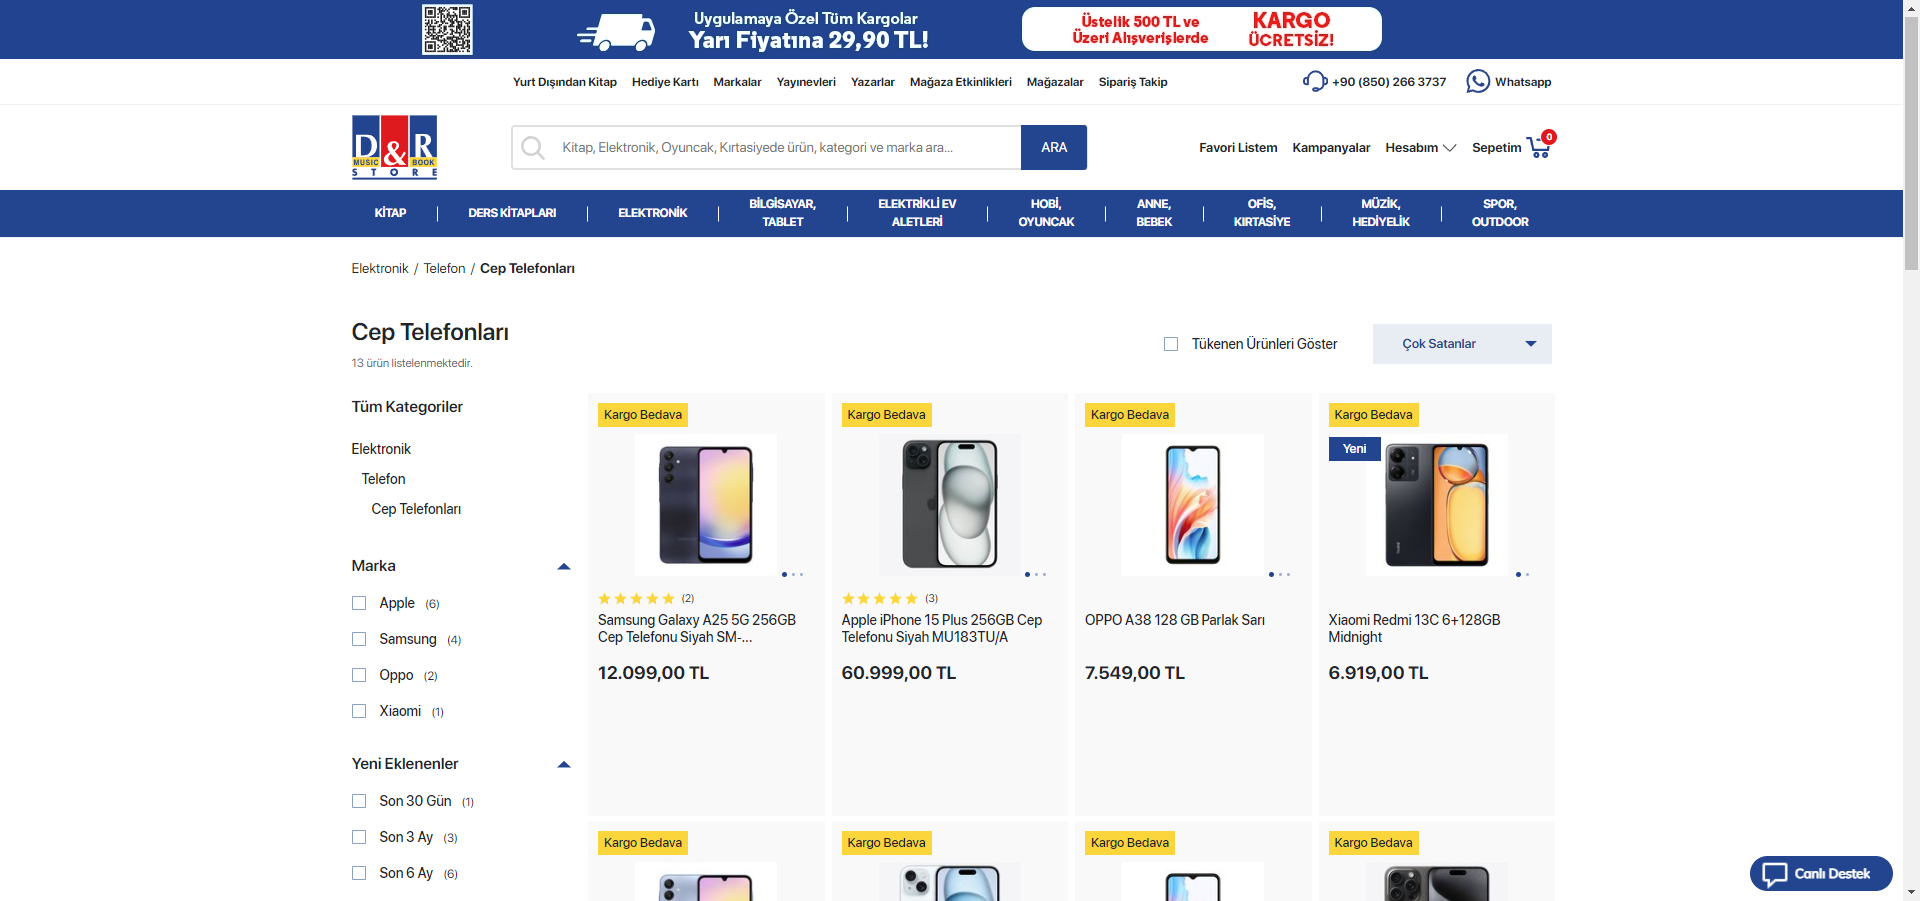 Uygulamaya Özel Tüm Kargolar
Yarı Fiyatına 29,90 TL!
Üstelik 500 TL ve
Üzeri Alışverişlerde
KARGO
ÜCRETSİZ!
Yurt Dışından Kitap Hediye Kartı Markalar Yayınevleri Yazarlar Mağaza Etkinlikleri Mağazalar Sipariş Takip
+90 (850) 266 3737 Whatsapp
D&R
MUSIC BOOK
STORE
Kitap, Elektronik, Oyuncak, Kırtasiyede ürün, kategori ve marka ara...
ARA
Favori Listem Kampanyalar Hesabım Sepetim 0
KİTAP
DERS KİTAPLARI
ELEKTRONİK
BİLGİSAYAR,
TABLET
ELEKTRİKLİ EV
ALETLERİ
HOBİ,
OYUNCAK
ANNE,
BEBEK
OFİS,
KIRTASİYE
MÜZİK,
HEDİYELİK
SPOR,
OUTDOOR
Elektronik / Telefon / Cep Telefonları
Cep Telefonları
13 ürün listelenmektedir.
Tükenen Ürünleri Göster
Çok Satanlar
Tüm Kategoriler
Elektronik
Telefon
Cep Telefonları
Marka
Apple (6)
Samsung (4)
Oppo (2)
Xiaomi (1)
Yeni Eklenenler
Son 30 Gün (1)
Son 3 Ay (3)
Son 6 Ay (6)
Kargo Bedava
(2)
Samsung Galaxy A25 5G 256GB
Cep Telefonu Siyah SM-...
12.099,00 TL
Kargo Bedava
(3)
Apple iPhone 15 Plus 256GB Cep
Telefonu Siyah MU183TU/A
60.999,00 TL
Kargo Bedava
OPPO A38 128 GB Parlak Sarı
7.549,00 TL
Kargo Bedava
Yeni
Xiaomi Redmi 13C 6+128GB
Midnight
6.919,00 TL
Kargo Bedava
Kargo Bedava
Kargo Bedava
Kargo Bedava
Canlı Destek